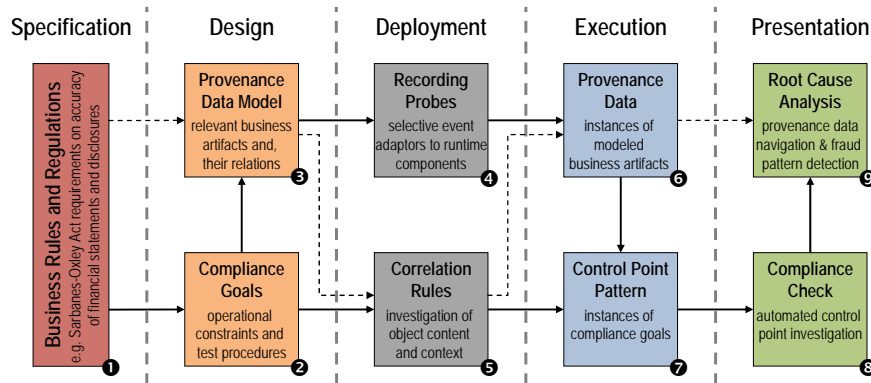 Specification
Design
Deployment
Execution
Presentation
Business Rules and Regulations
e.g. Sarbanes-Oxley Act requirements on accuracy
of financial statements and disclosures
1
Provenance
Data Model
relevant business
artifacts and,
their relations
3
Recording
Probes
selective event
adaptors to runtime
components
4
Provenance
Data
instances of
modeled
business artifacts
6
Root Cause
Analysis
provenance data
navigation & fraud
pattern detection
9
Compliance
Goals
operational
constraints and
test procedures
2
Correlation
Rules
investigation of
object content
and context
5
Control Point
Pattern
instances of
compliance goals
7
Compliance
Check
automated control
point investigation
8